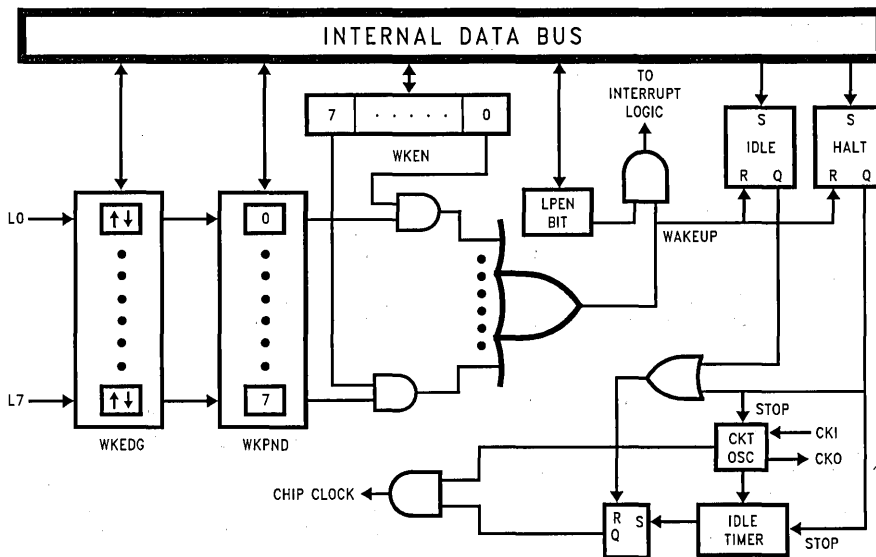 INTERNAL DATA BUS
TO
INTERRUPT
LOGIC
7 . . . . . 0
WKEN
S
IDLE
R Q
S
HALT
R Q
LPEN
BIT
WAKEUP
L0
↑↓
0
L7
↑↓
7
WKEDG
WKPND
STOP
CKT
OSC
CKI
CKO
CHIP CLOCK
R S
Q
IDLE
TIMER
STOP